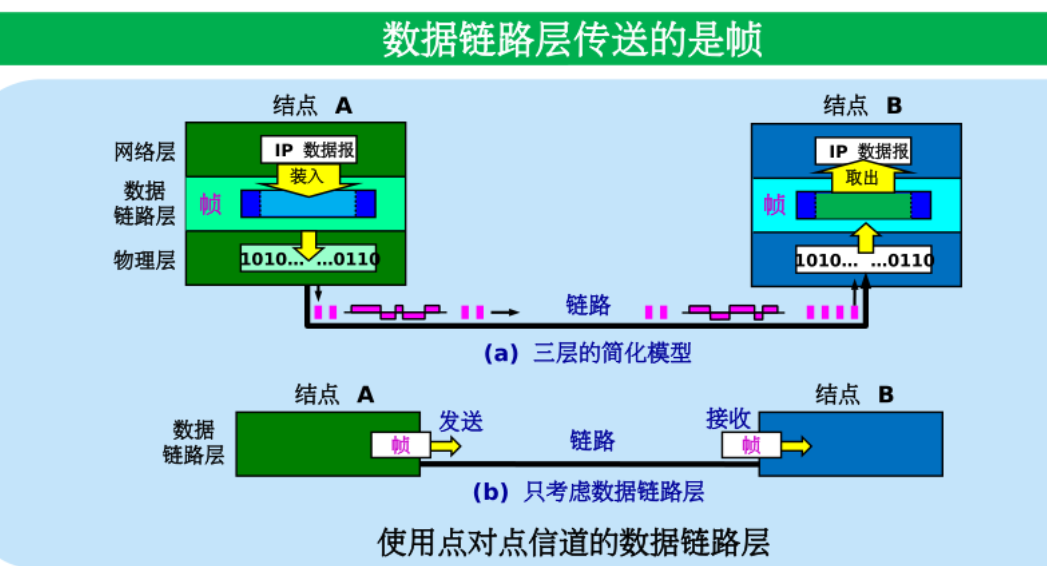 数据链路层传送的是帧
结点 A
结点 B
网络层
IP 数据报
IP 数据报
装入
取出
数据
链路层
帧
帧
物理层
1010… …0110
1010… …0110
链路
(a) 三层的简化模型
结点 A
结点 B
数据
链路层
帧
发送
链路
接收
帧
(b) 只考虑数据链路层
使用点对点信道的数据链路层